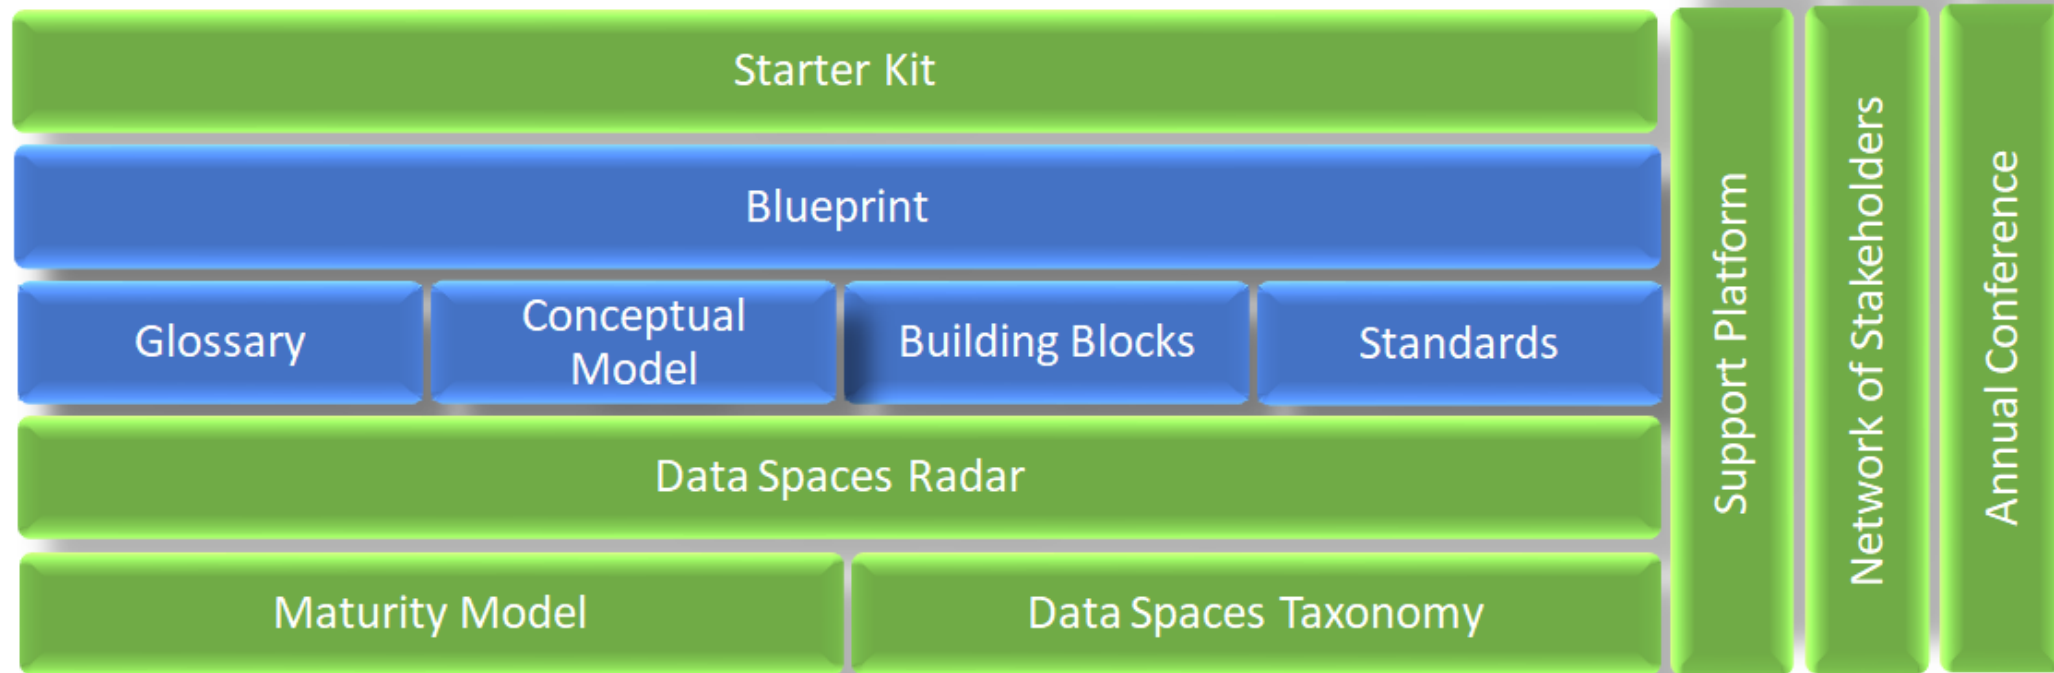 Starter Kit
Blueprint
Glossary
Conceptual
Model
Building Blocks
Standards
Data Spaces Radar
Maturity Model
Data Spaces Taxonomy
Support Platform
Network of Stakeholders
Annual Conference